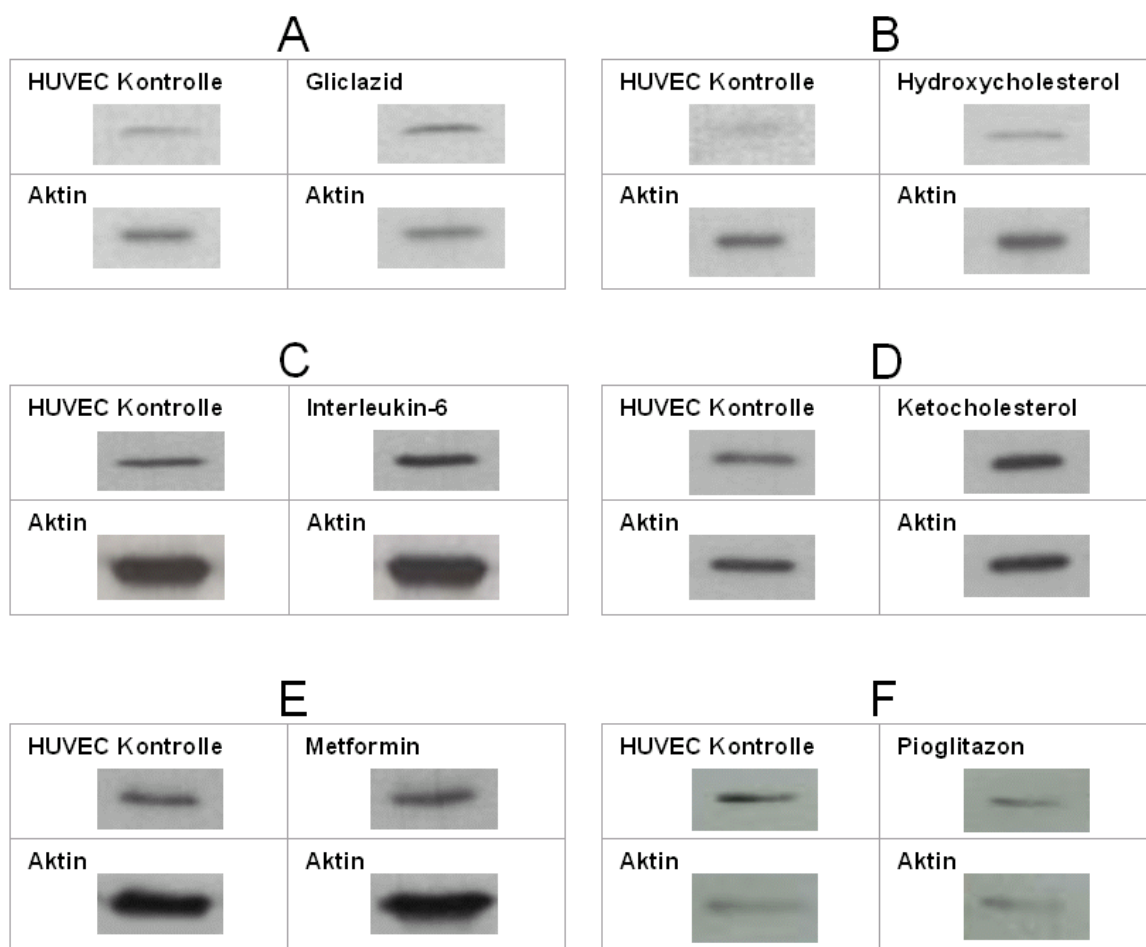 A
HUVEC Kontrolle
Gliclazid
Aktin
Aktin
B
HUVEC Kontrolle
Hydroxycholesterol
Aktin
Aktin
C
HUVEC Kontrolle
Interleukin-6
Aktin
Aktin
D
HUVEC Kontrolle
Ketocholesterol
Aktin
Aktin
E
HUVEC Kontrolle
Metformin
Aktin
Aktin
F
HUVEC Kontrolle
Pioglitazon
Aktin
Aktin